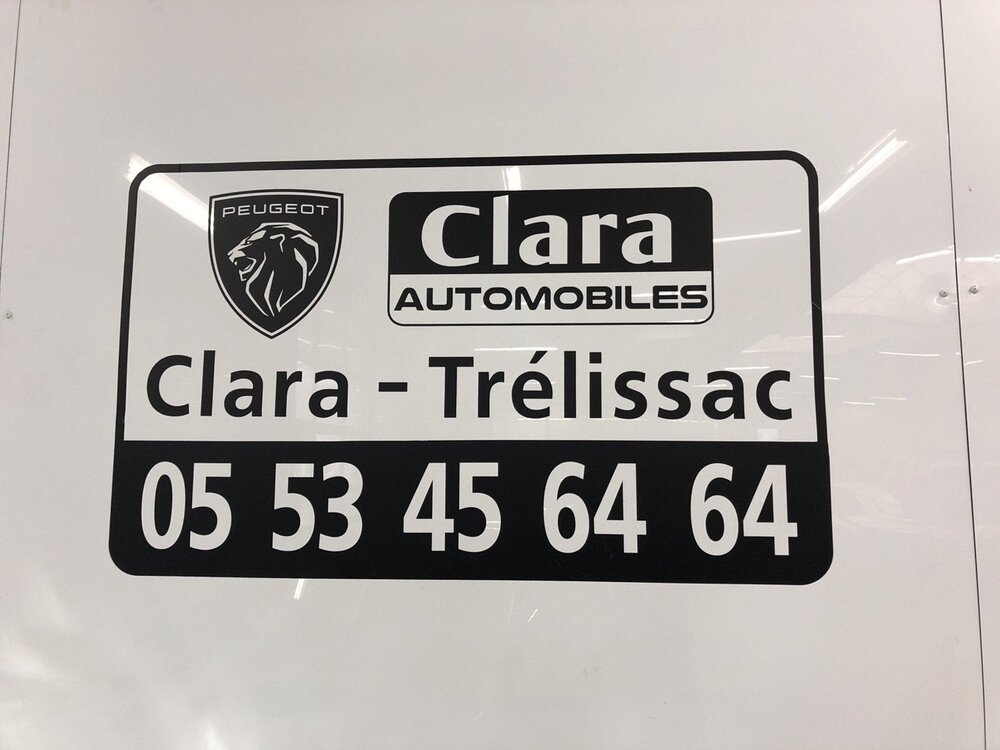 PEUGEOT
Clara
AUTOMOBILES
Clara - Trélissac
05 53 45 64 64